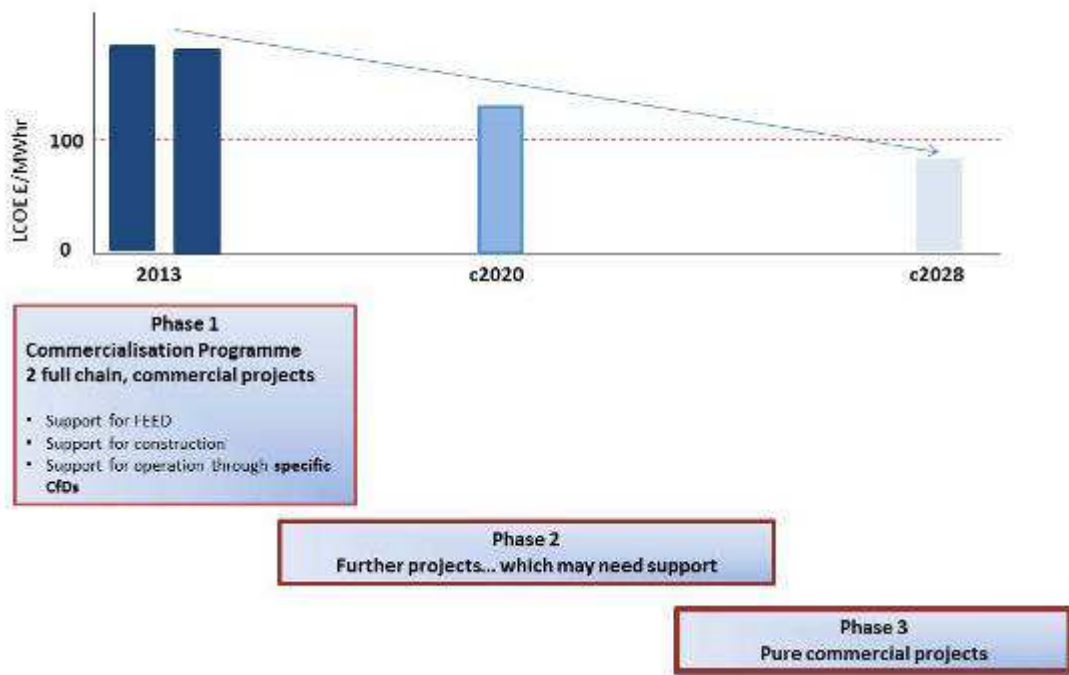 LCOE £/MWhr
100
0
2013
c2020
c2028
Phase 1
Commercialisation Programme
2 full chain, commercial projects
• Support for FEED
• Support for construction
• Support for operation through specific
CfDs
Phase 2
Further projects... which may need support
Phase 3
Pure commercial projects